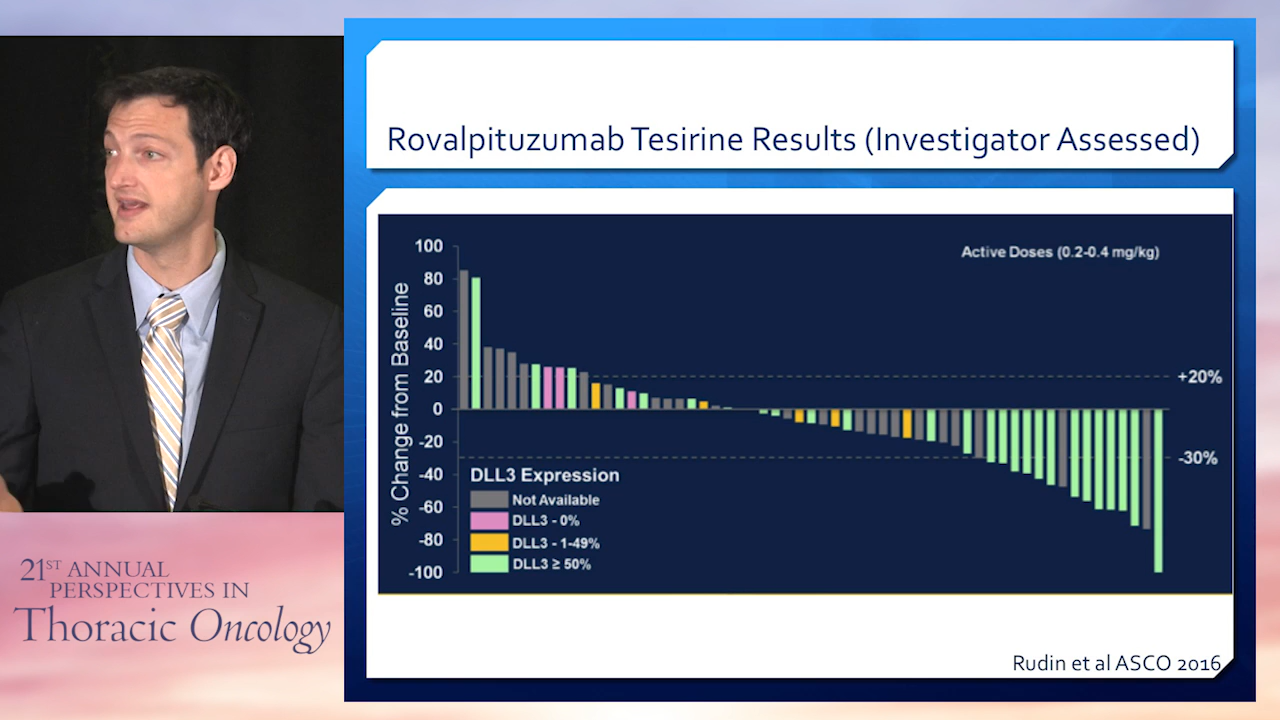 Rovalpituzumab Tesirine Results (Investigator Assessed)
Active Doses (0.2-0.4 mg/kg)
% Change from Baseline
100
80
60
40
20
0
-20
-40
-60
-80
-100
+20%
-30%
DLL3 Expression
Not Available
DLL3 - 0%
DLL3 - 1-49%
DLL3 ≥ 50%
Rudin et al ASCO 2016
21ST ANNUAL
PERSPECTIVES IN
Thoracic Oncology